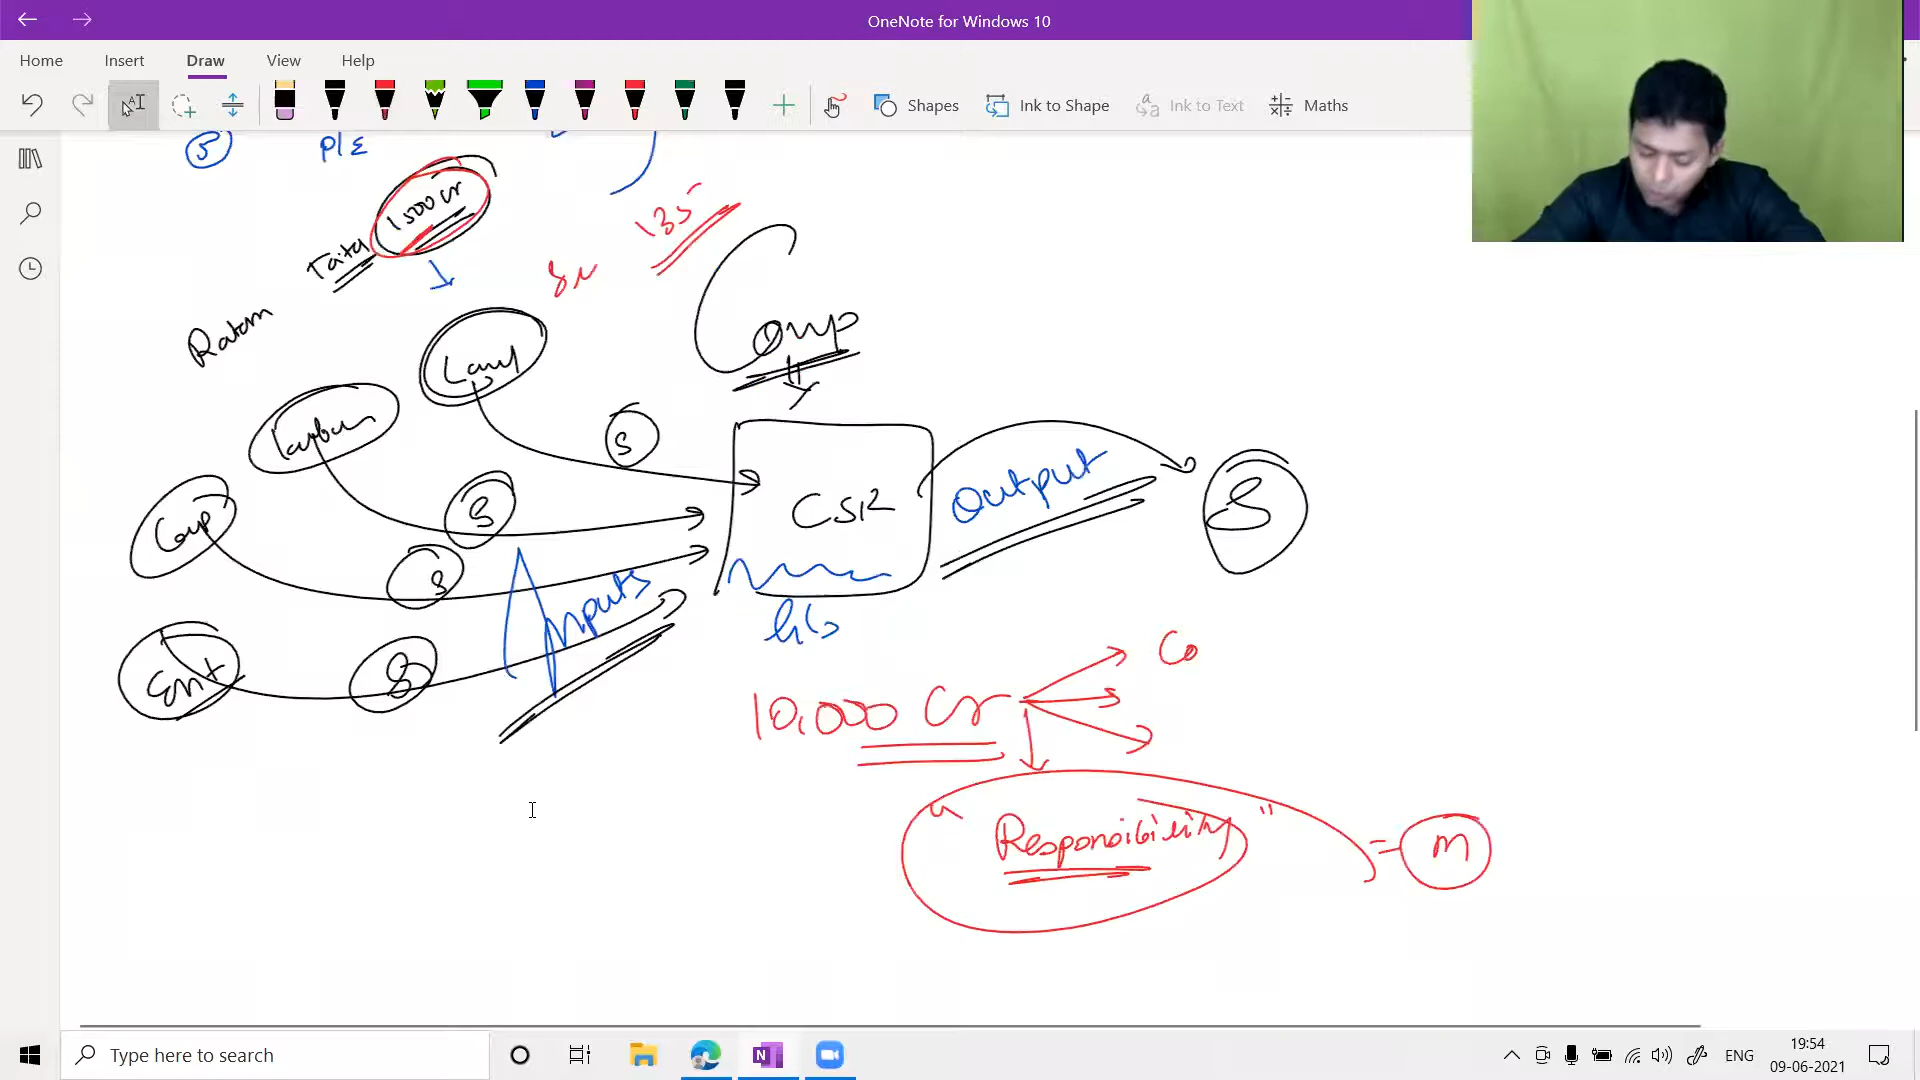 OneNote for Windows 10
Home Insert Draw View Help
Shapes Ink to Shape Ink to Text Maths
5
P/E
1500 cr
Tata
135
Ratan
Land
Comp
S
S
CSR
Output
S
Cap
S
Inputs
Ent
S
Co
10,000 Cr
" Responsibility "
= m
Type here to search
ENG
19:54
09-06-2021